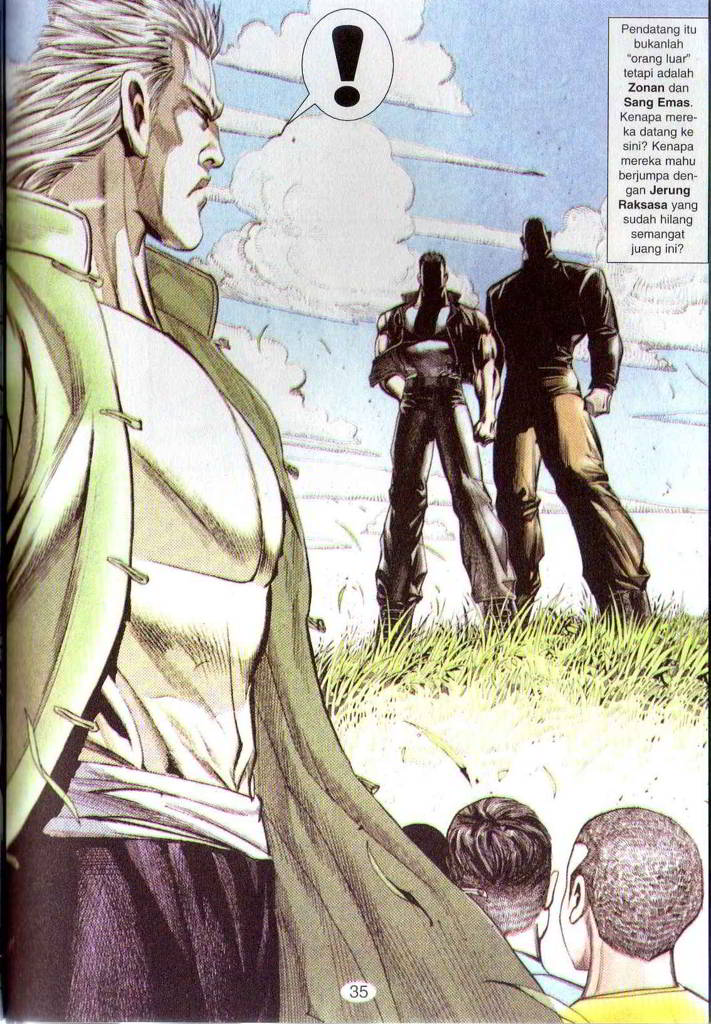 !
Pendatang itu
bukanlah
"orang luar"
tetapi adalah
Zonan dan
Sang Emas.
Kenapa mere-
ka datang ke
sini? Kenapa
mereka mahu
berjumpa den-
gan Jerung
Raksasa yang
sudah hilang
semangat
juang ini?
35